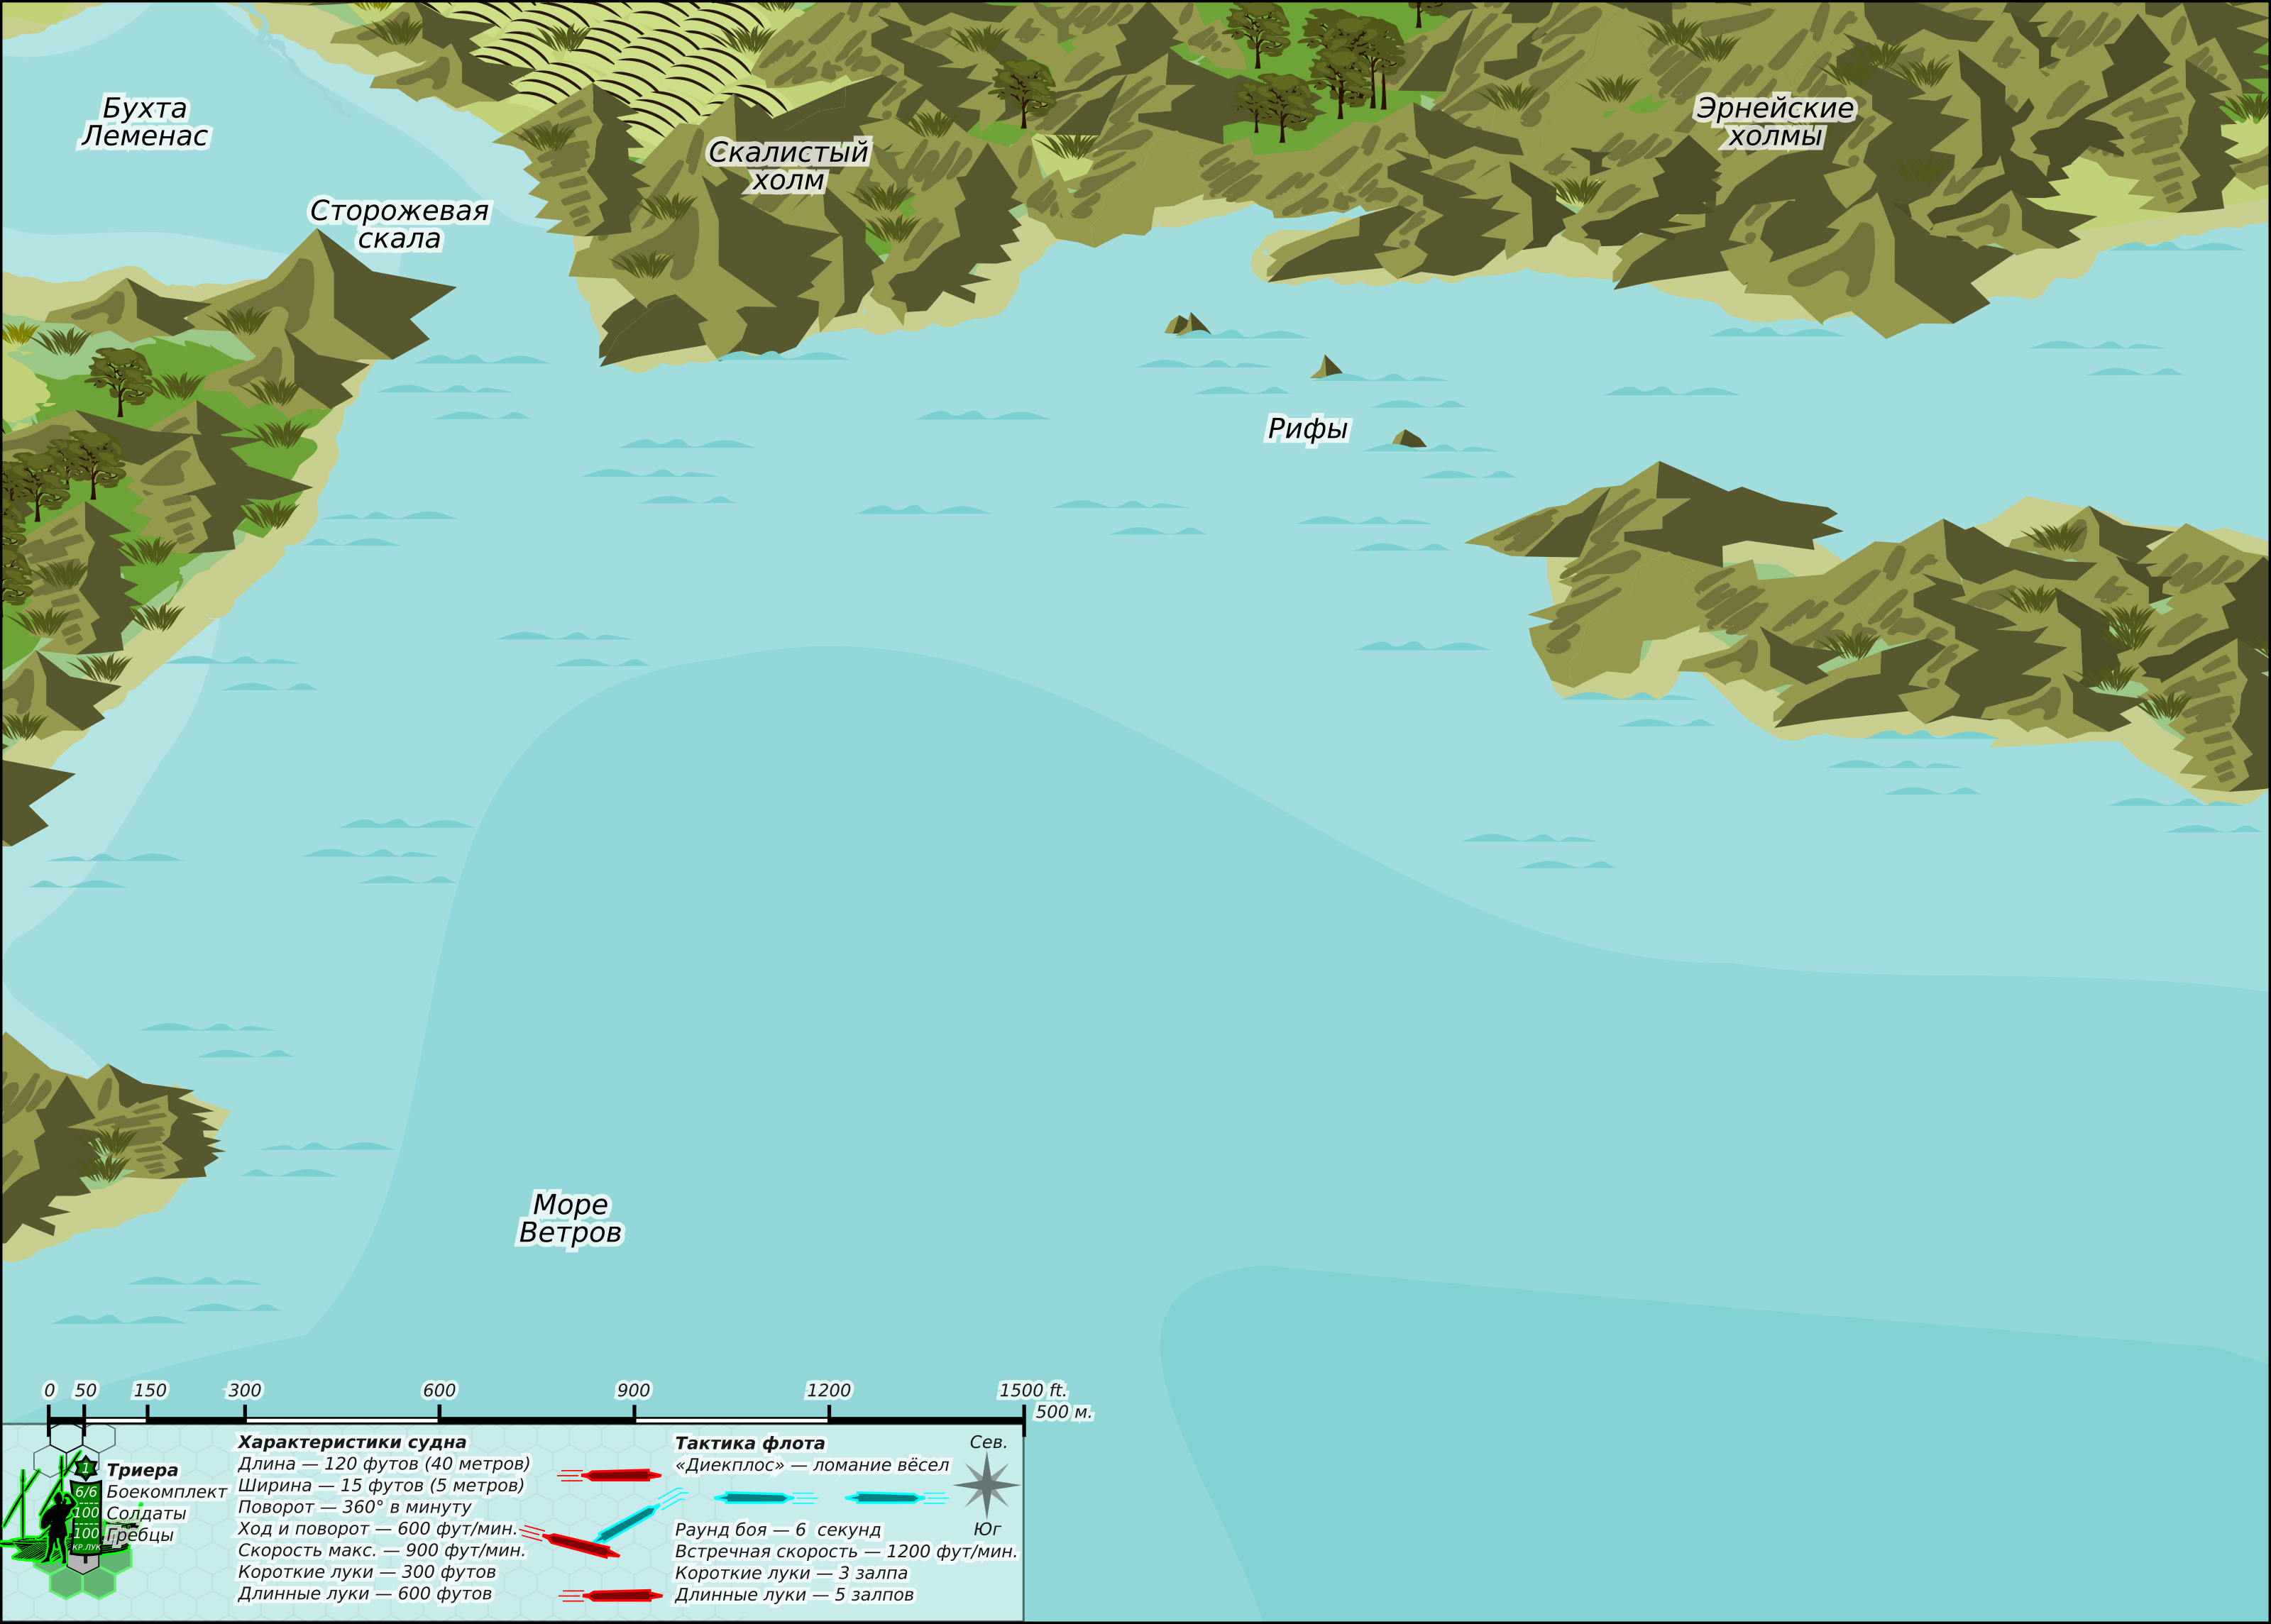 Бухта
Леменас
Эрнейские
холмы
Скалистый
холм
Сторожевая
скала
Рифы
Море
Ветров
0 50 150 300 600 900 1200 1500 ft.
500 м.
Триера
Боекомплект
Солдаты
Гребцы
1
6/6
100
100
КР.ЛУК
Характеристики судна
Длина — 120 футов (40 метров)
Ширина — 15 футов (5 метров)
Поворот — 360° в минуту
Ход и поворот — 600 фут/мин.
Скорость макс. — 900 фут/мин.
Короткие луки — 300 футов
Длинные луки — 600 футов
Тактика флота
«Диекплос» — ломание вёсел
Раунд боя — 6 секунд
Встречная скорость — 1200 фут/мин.
Короткие луки — 3 залпа
Длинные луки — 5 залпов
Сев.
Юг